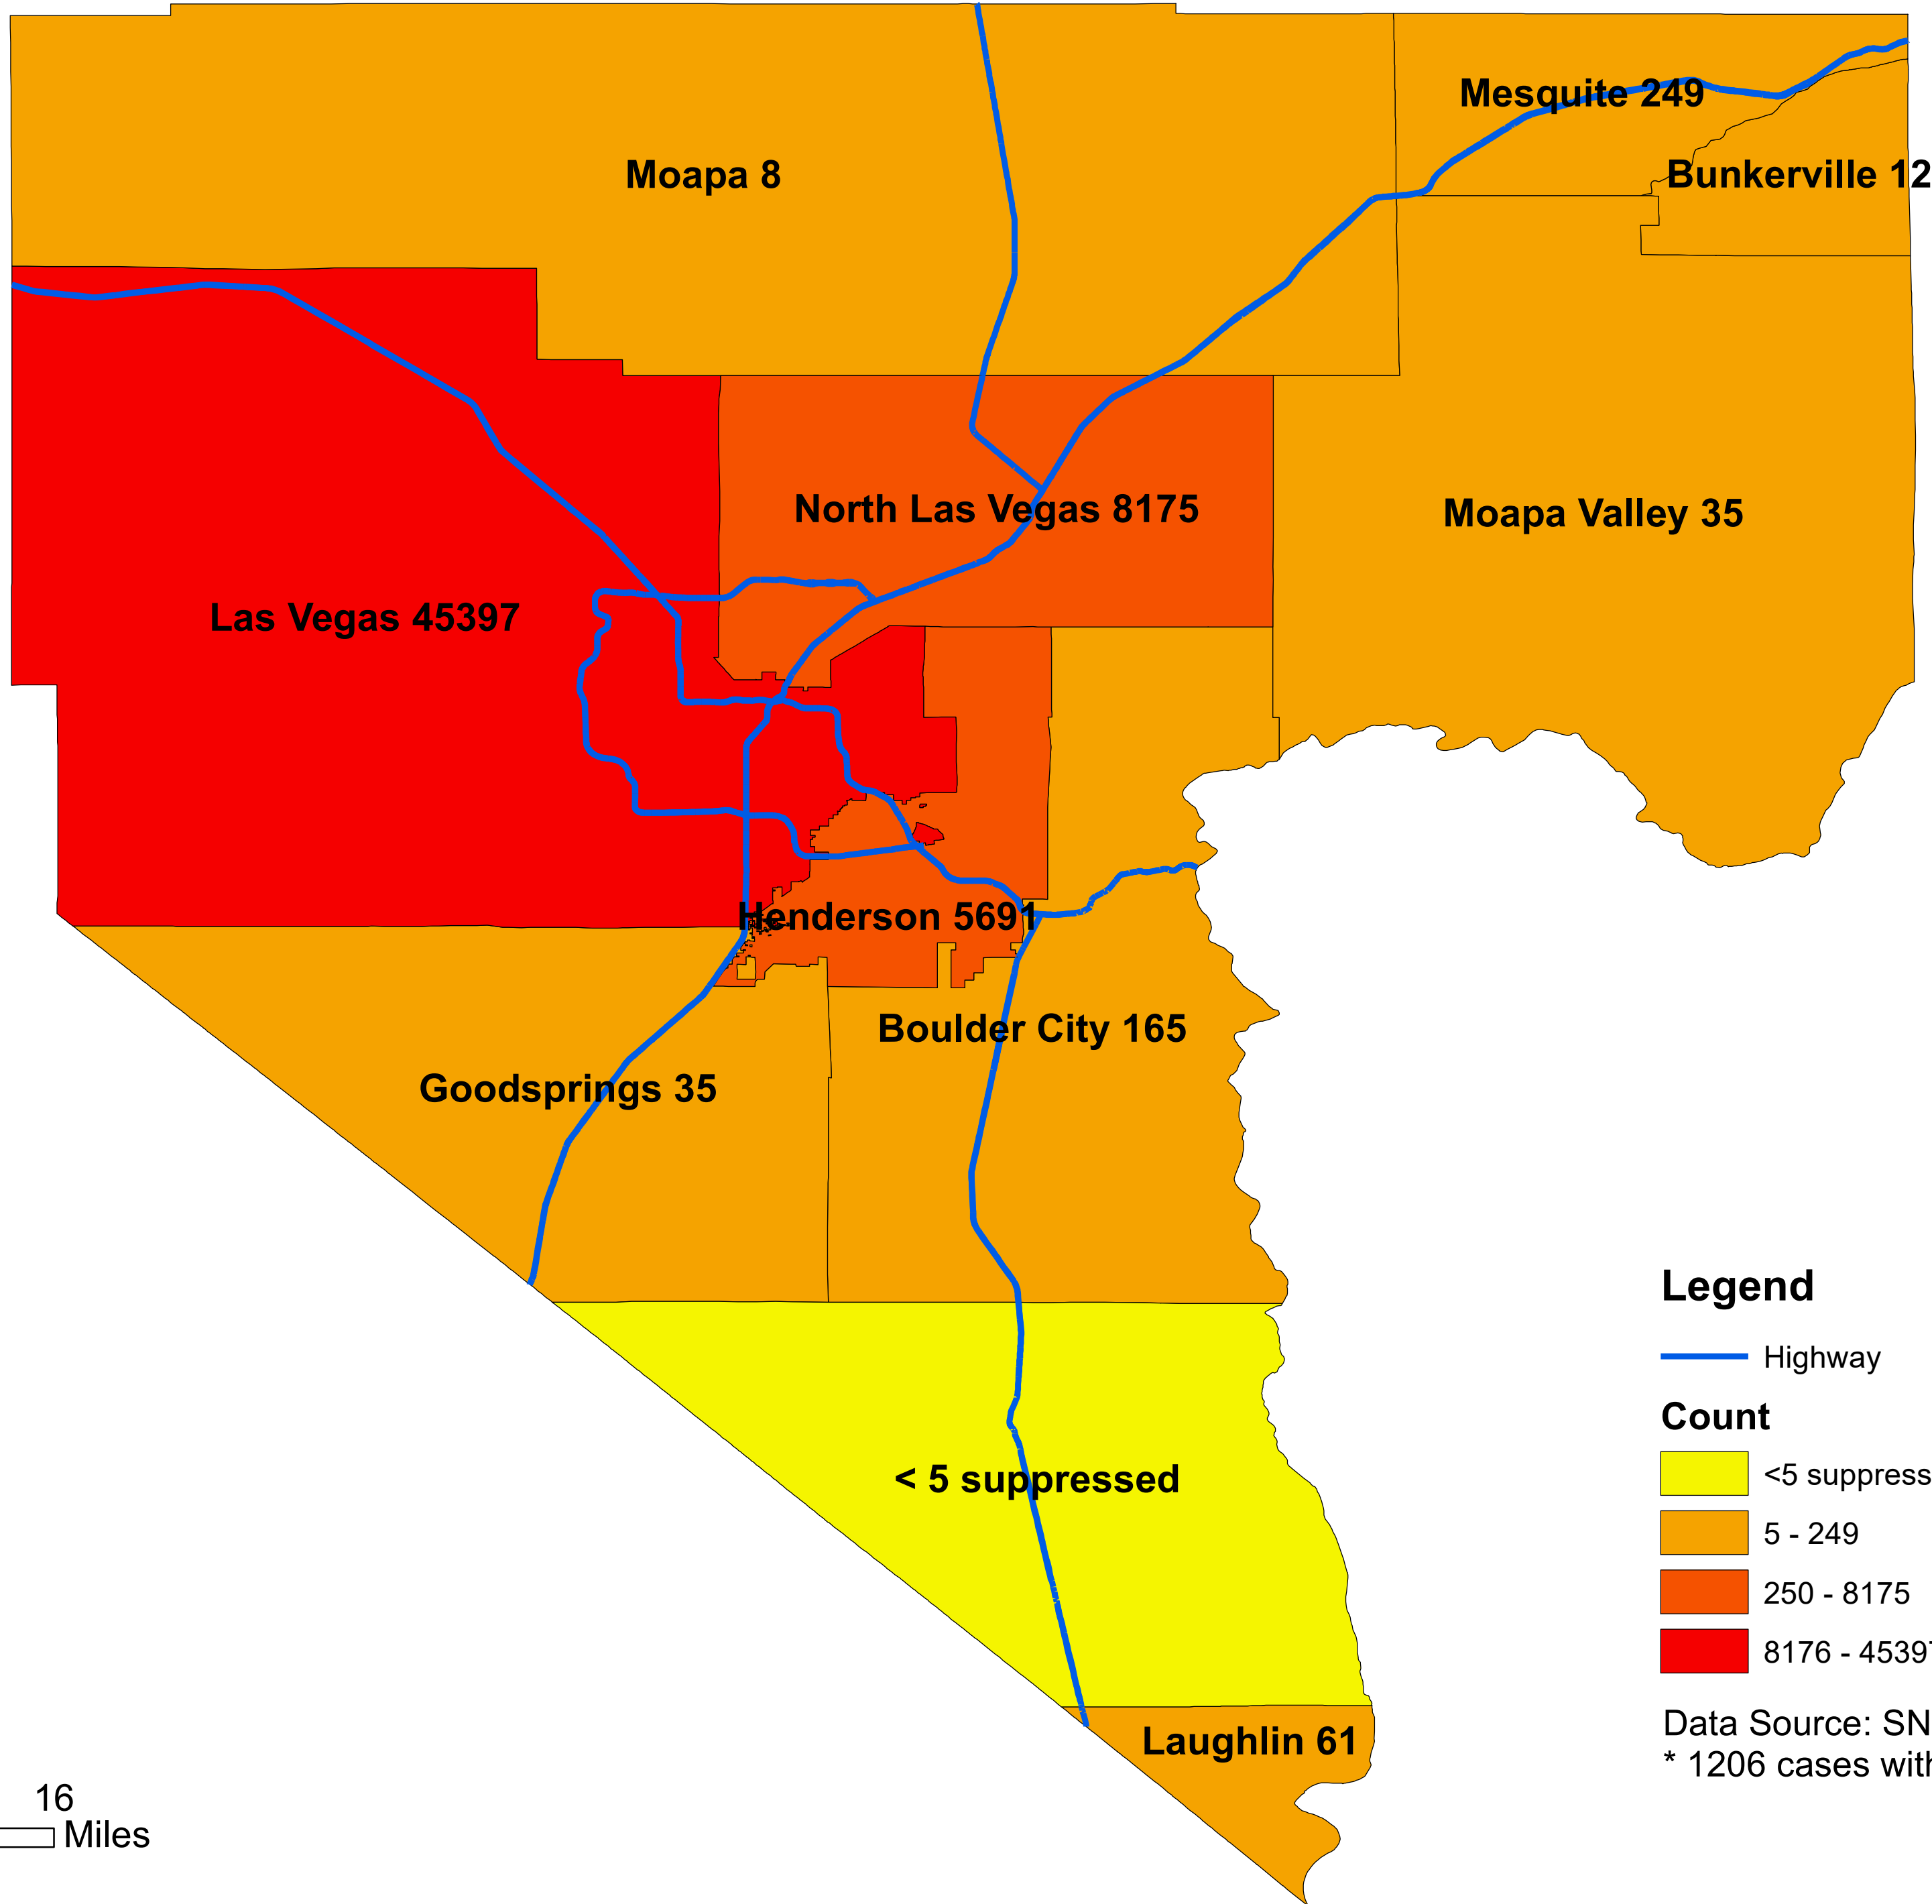 Mesquite 249
Moapa 8
Bunkerville 12
North Las Vegas 8175
Moapa Valley 35
Las Vegas 45397
Henderson 5691
Boulder City 165
Goodsprings 35
< 5 suppressed
Laughlin 61
Legend
Highway
Count
<5 suppress
5 - 249
250 - 8175
8176 - 45397
Data Source: SN
* 1206 cases with
16
Miles